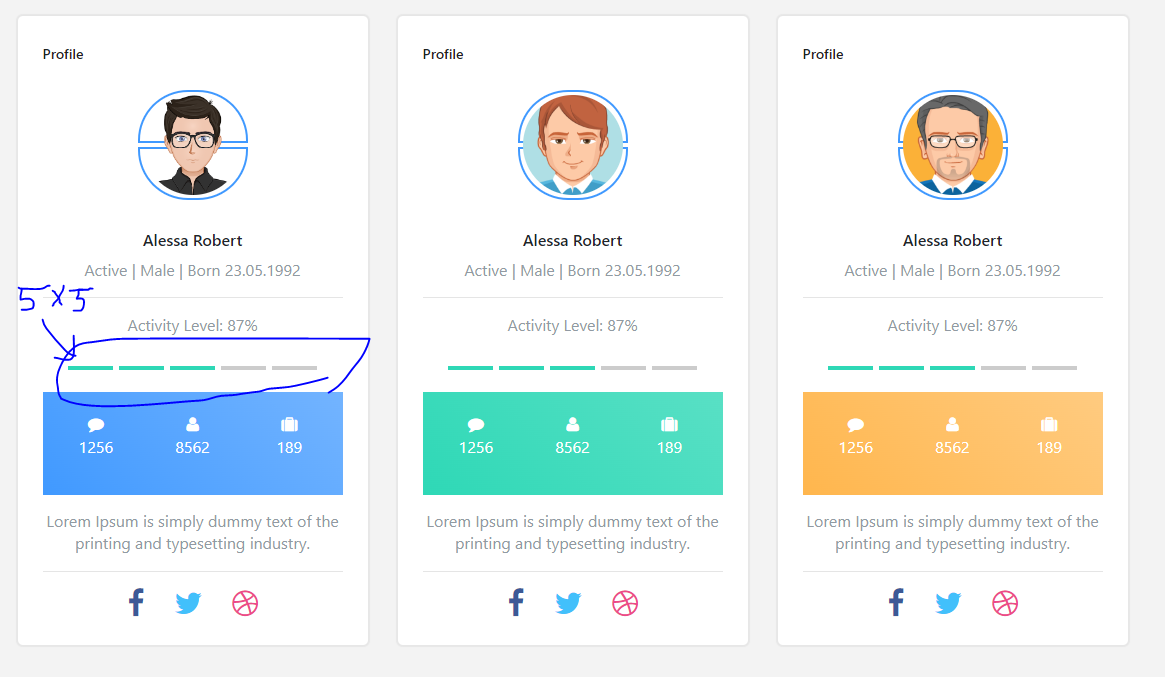 Profile
Alessa Robert
Active | Male | Born 23.05.1992
5 x 5
Activity Level: 87%
1256 8562 189
Lorem Ipsum is simply dummy text of the
printing and typesetting industry.
Profile
Alessa Robert
Active | Male | Born 23.05.1992
Activity Level: 87%
1256 8562 189
Lorem Ipsum is simply dummy text of the
printing and typesetting industry.
Profile
Alessa Robert
Active | Male | Born 23.05.1992
Activity Level: 87%
1256 8562 189
Lorem Ipsum is simply dummy text of the
printing and typesetting industry.